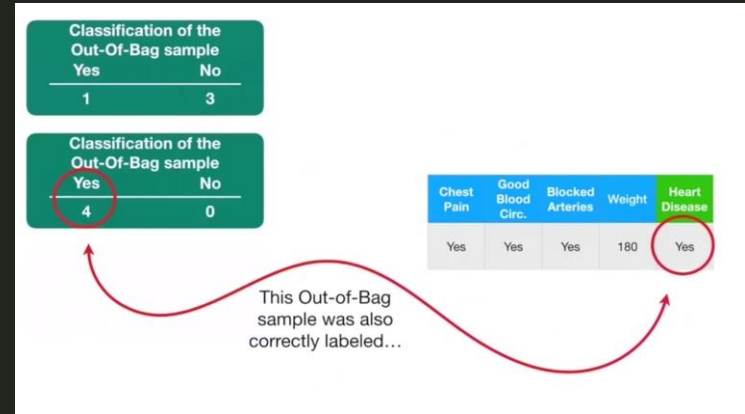 Classification of the
Out-Of-Bag sample
Yes No
1 3
Classification of the
Out-Of-Bag sample
Yes No
4 0
Chest Pain Good Blood Circ. Blocked Arteries Weight Heart Disease
Yes Yes Yes 180 Yes
This Out-of-Bag
sample was also
correctly labeled...